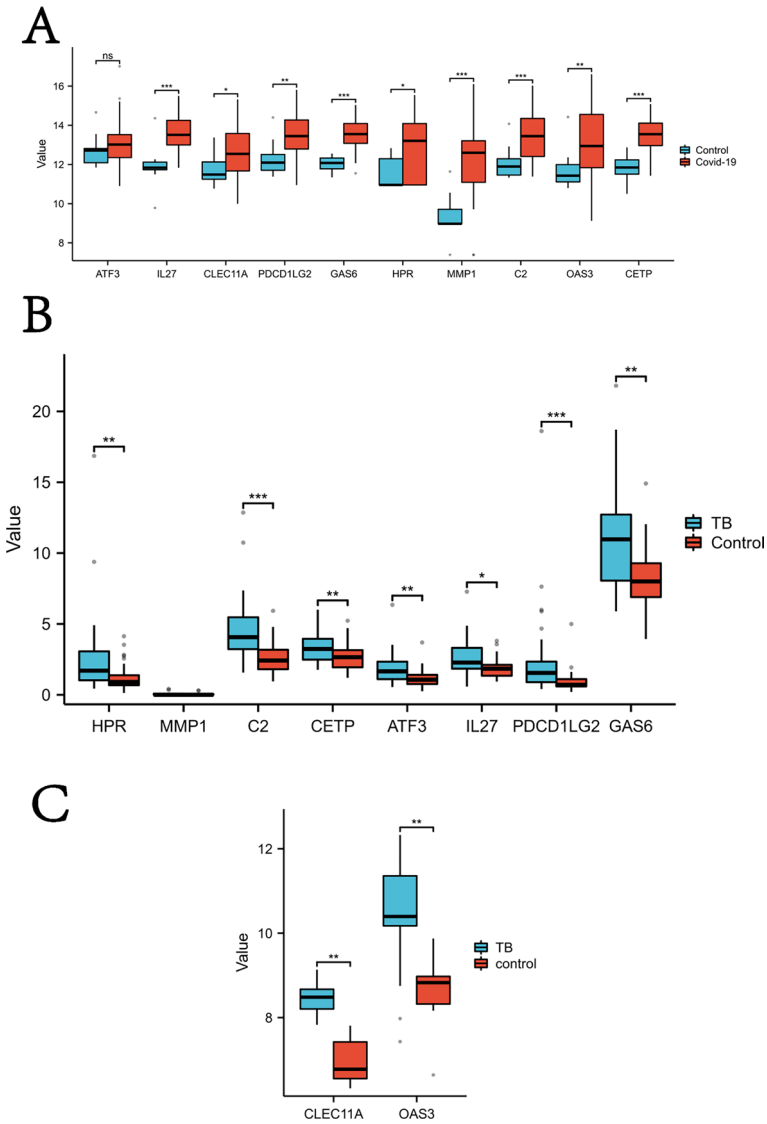 A
ns *** * ** *** * *** *** ** ***
16
14
12
10
8
Value
ATF3 IL27 CLEC11A PDCD1LG2 GAS6 HPR MMP1 C2 OAS3 CETP
Control
Covid-19
B
** *** ** ** * *** **
20
15
10
5
0
Value
HPR MMP1 C2 CETP ATF3 IL27 PDCD1LG2 GAS6
TB
Control
C
** **
12
10
8
Value
CLEC11A OAS3
TB
control